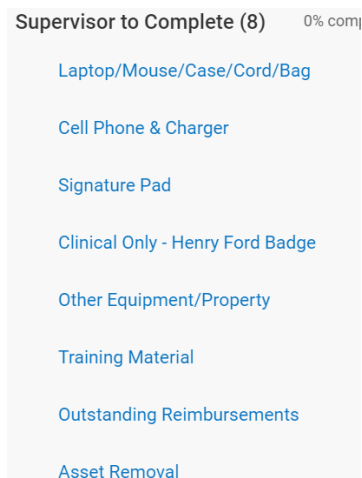 Supervisor to Complete (8) 0% comp
Laptop/Mouse/Case/Cord/Bag
Cell Phone & Charger
Signature Pad
Clinical Only - Henry Ford Badge
Other Equipment/Property
Training Material
Outstanding Reimbursements
Asset Removal